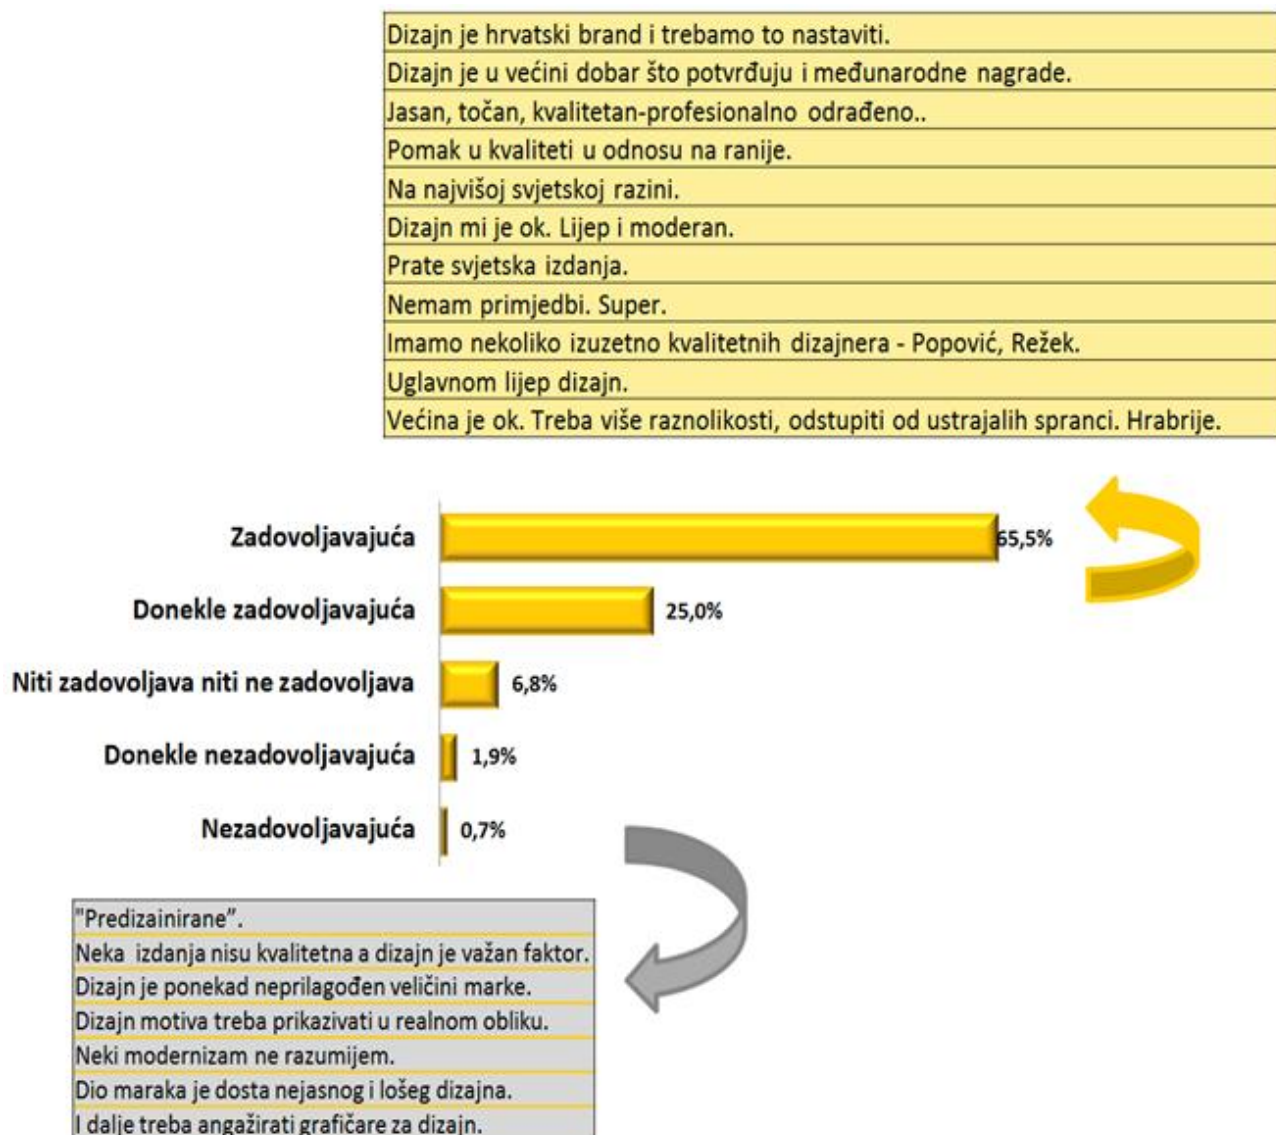 Dizajn je hrvatski brand i trebamo to nastaviti.
Dizajn je u većini dobar što potvrđuju i međunarodne nagrade.
Jasan, točan, kvalitetan-profesionalno odrađeno..
Pomak u kvaliteti u odnosu na ranije.
Na najvišoj svjetskoj razini.
Dizajn mi je ok. Lijep i moderan.
Prate svjetska izdanja.
Nemam primjedbi. Super.
Imamo nekoliko izuzetno kvalitetnih dizajnera - Popović, Režek.
Uglavnom lijep dizajn.
Većina je ok. Treba više raznolikosti, odstupiti od ustrajalih spranci. Hrabrije.
Zadovoljavajuća 65,5%
Donekle zadovoljavajuća 25,0%
Niti zadovoljava niti ne zadovoljava 6,8%
Donekle nezadovoljavajuća 1,9%
Nezadovoljavajuća 0,7%
"Predizainirane”.
Neka izdanja nisu kvalitetna a dizajn je važan faktor.
Dizajn je ponekad neprilagođen veličini marke.
Dizajn motiva treba prikazivati u realnom obliku.
Neki modernizam ne razumijem.
Dio maraka je dosta nejasnog i lošeg dizajna.
I dalje treba angažirati grafičare za dizajn.